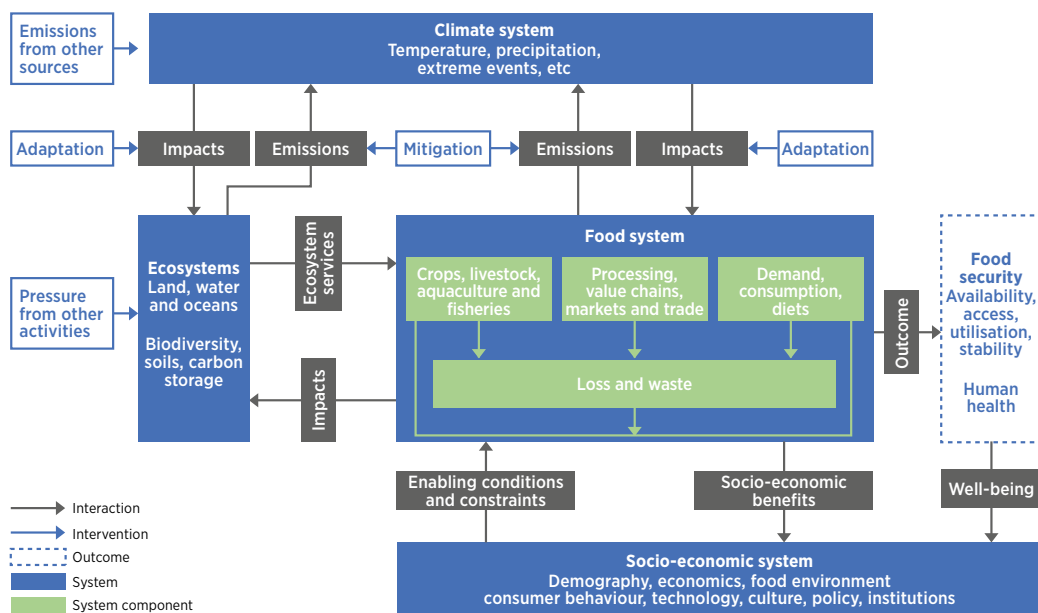 Emissions
from other
sources
Climate system
Temperature, precipitation,
extreme events, etc
Adaptation
Impacts
Emissions
Mitigation
Emissions
Impacts
Adaptation
Pressure
from other
activities
Ecosystems
Land, water
and oceans
Biodiversity,
soils, carbon
storage
Ecosystem
services
Impacts
Food system
Crops, livestock,
aquaculture and
fisheries
Processing,
value chains,
markets and trade
Demand,
consumption,
diets
Loss and waste
Outcome
Food
security
Availability,
access,
utilisation,
stability
Human
health
Enabling conditions
and constraints
Socio-economic
benefits
Well-being
Socio-economic system
Demography, economics, food environment
consumer behaviour, technology, culture, policy, institutions
Interaction
Intervention
Outcome
System
System component